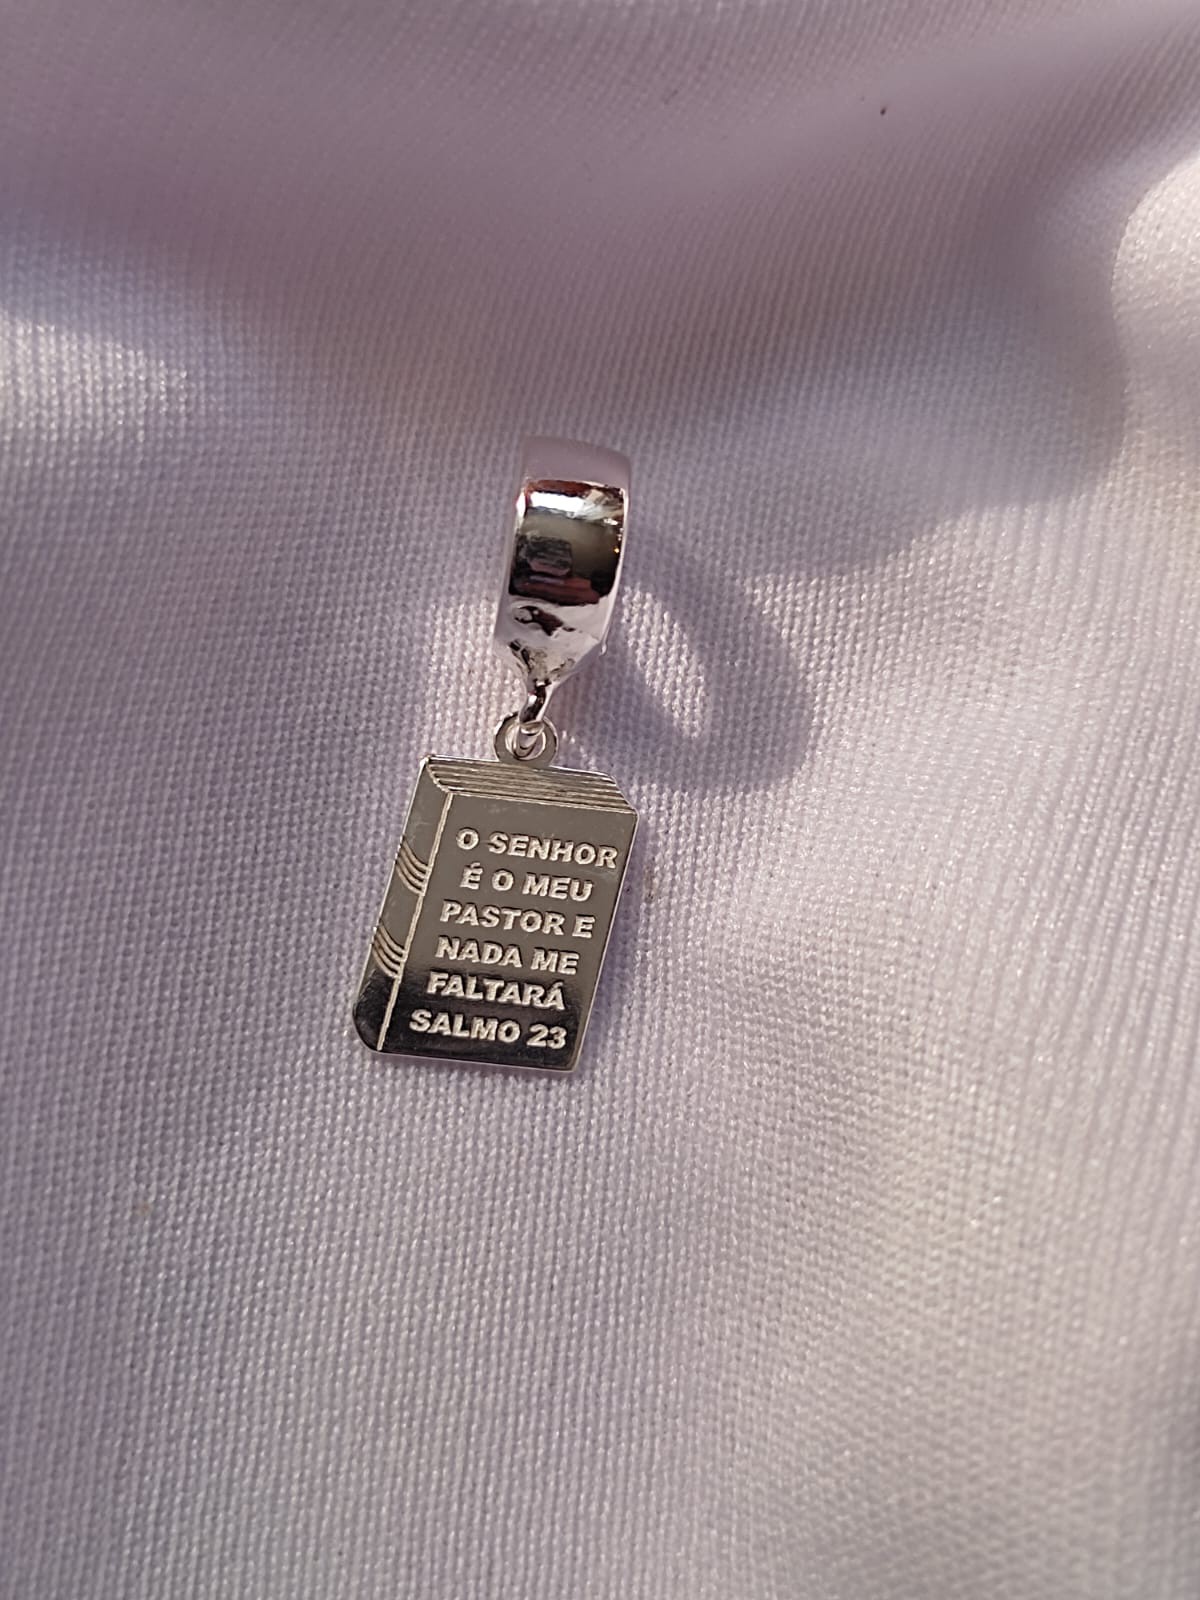 O SENHOR
É O MEU
PASTOR E
NADA ME
FALTARÁ
SALMO 23